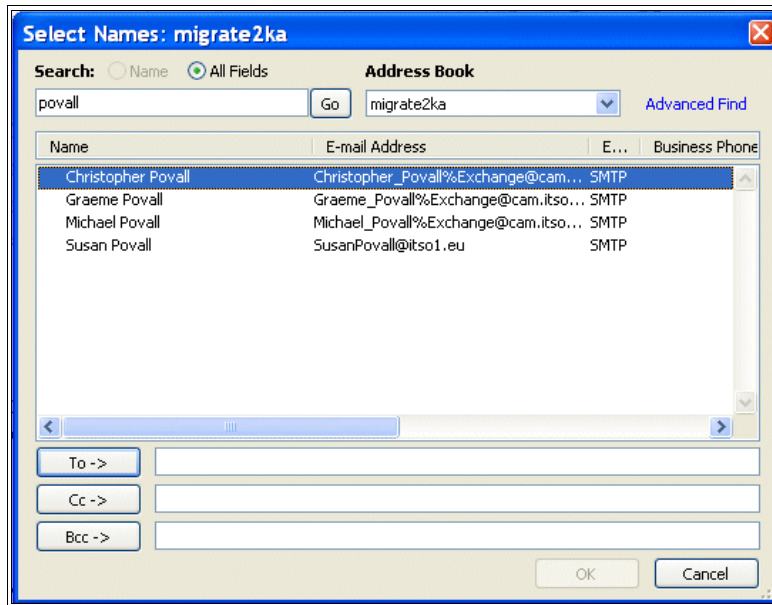 Select Names: migrate2ka
Search: Name All Fields Address Book
povall Go migrate2ka Advanced Find
Name E-mail Address E... Business Phone
Christopher Povall Christopher_Povall%Exchange@cam... SMTP
Graeme Povall Graeme_Povall%Exchange@cam.itso... SMTP
Michael Povall Michael_Povall%Exchange@cam.itso... SMTP
Susan Povall SusanPovall@itso1.eu SMTP
To ->
Cc ->
Bcc ->
OK Cancel